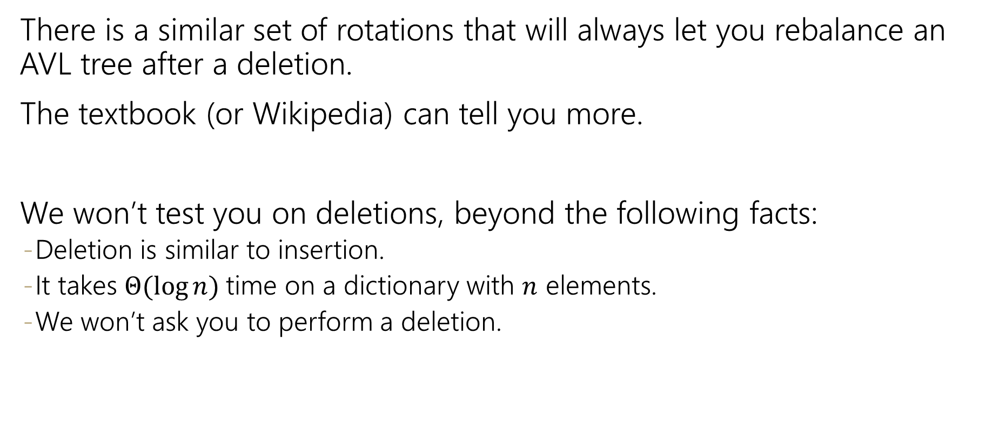 There is a similar set of rotations that will always let you rebalance an
AVL tree after a deletion.
The textbook (or Wikipedia) can tell you more.
We won’t test you on deletions, beyond the following facts:
-Deletion is similar to insertion.
-It takes Θ(log n) time on a dictionary with n elements.
-We won’t ask you to perform a deletion.